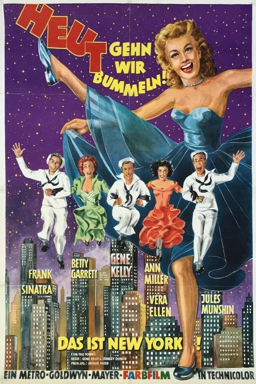 HEUT
GEHN
WIR
BUMMELN!
FRANK
SINATRA
BETTY
GARRETT
GENE
KELLY
ANN
MILLER
VERA
ELLEN
JULES
MUNSHIN
DAS IST NEW YORK !
EIN METRO-GOLDWYN-MAYER-FARBFILM IN TECHNICOLOR